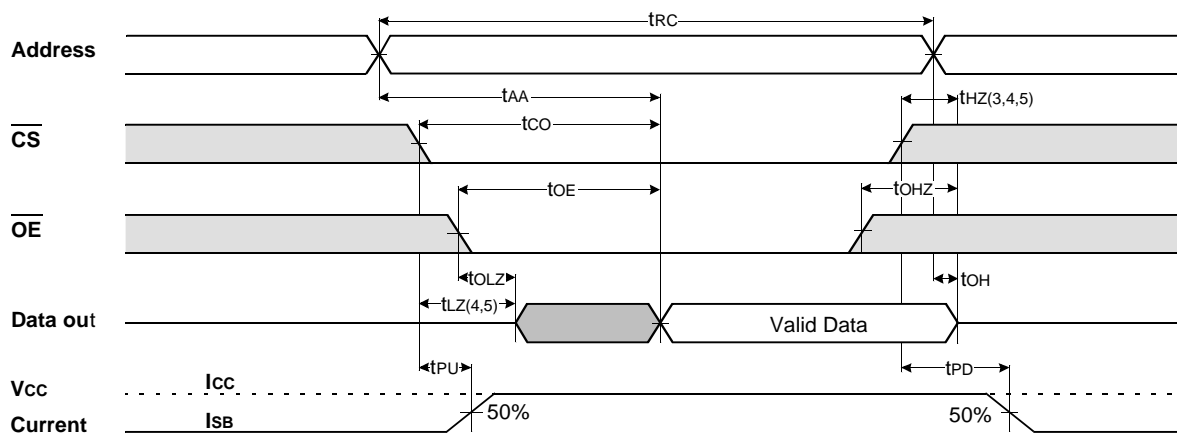 tRC
Address
tAA
tHZ(3,4,5)
tCO
CS
tOE
tOHZ
OE
tOLZ
tOH
tLZ(4,5)
Data out
Valid Data
tPU
tPD
VCC
ICC
50%
50%
Current
ISB